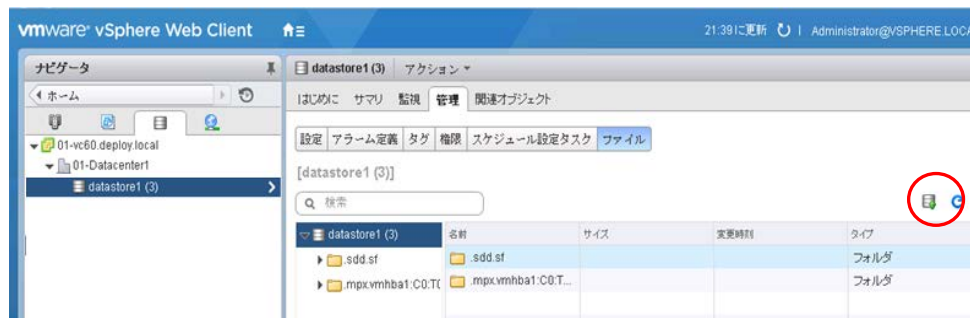 vmware® vSphere Web Client
21:39に更新 | Administrator@VSPHERE.LOCA
ナビゲータ
datastore1 (3) アクション
ホーム
はじめに サマリ 監視 管理 関連オブジェクト
01-vc60.deploy.local
設定 アラーム定義 タグ 権限 スケジュール設定タスク ファイル
01-Datacenter1
datastore1 (3)
[datastore1 (3)]
検索
datastore1 (3)
名前 サイズ 変更時刻 タイプ
.sdd.sf
.sdd.sf フォルダ
.mpx.vmhba1:C0:T(
.mpx.vmhba1:C0:T... フォルダ